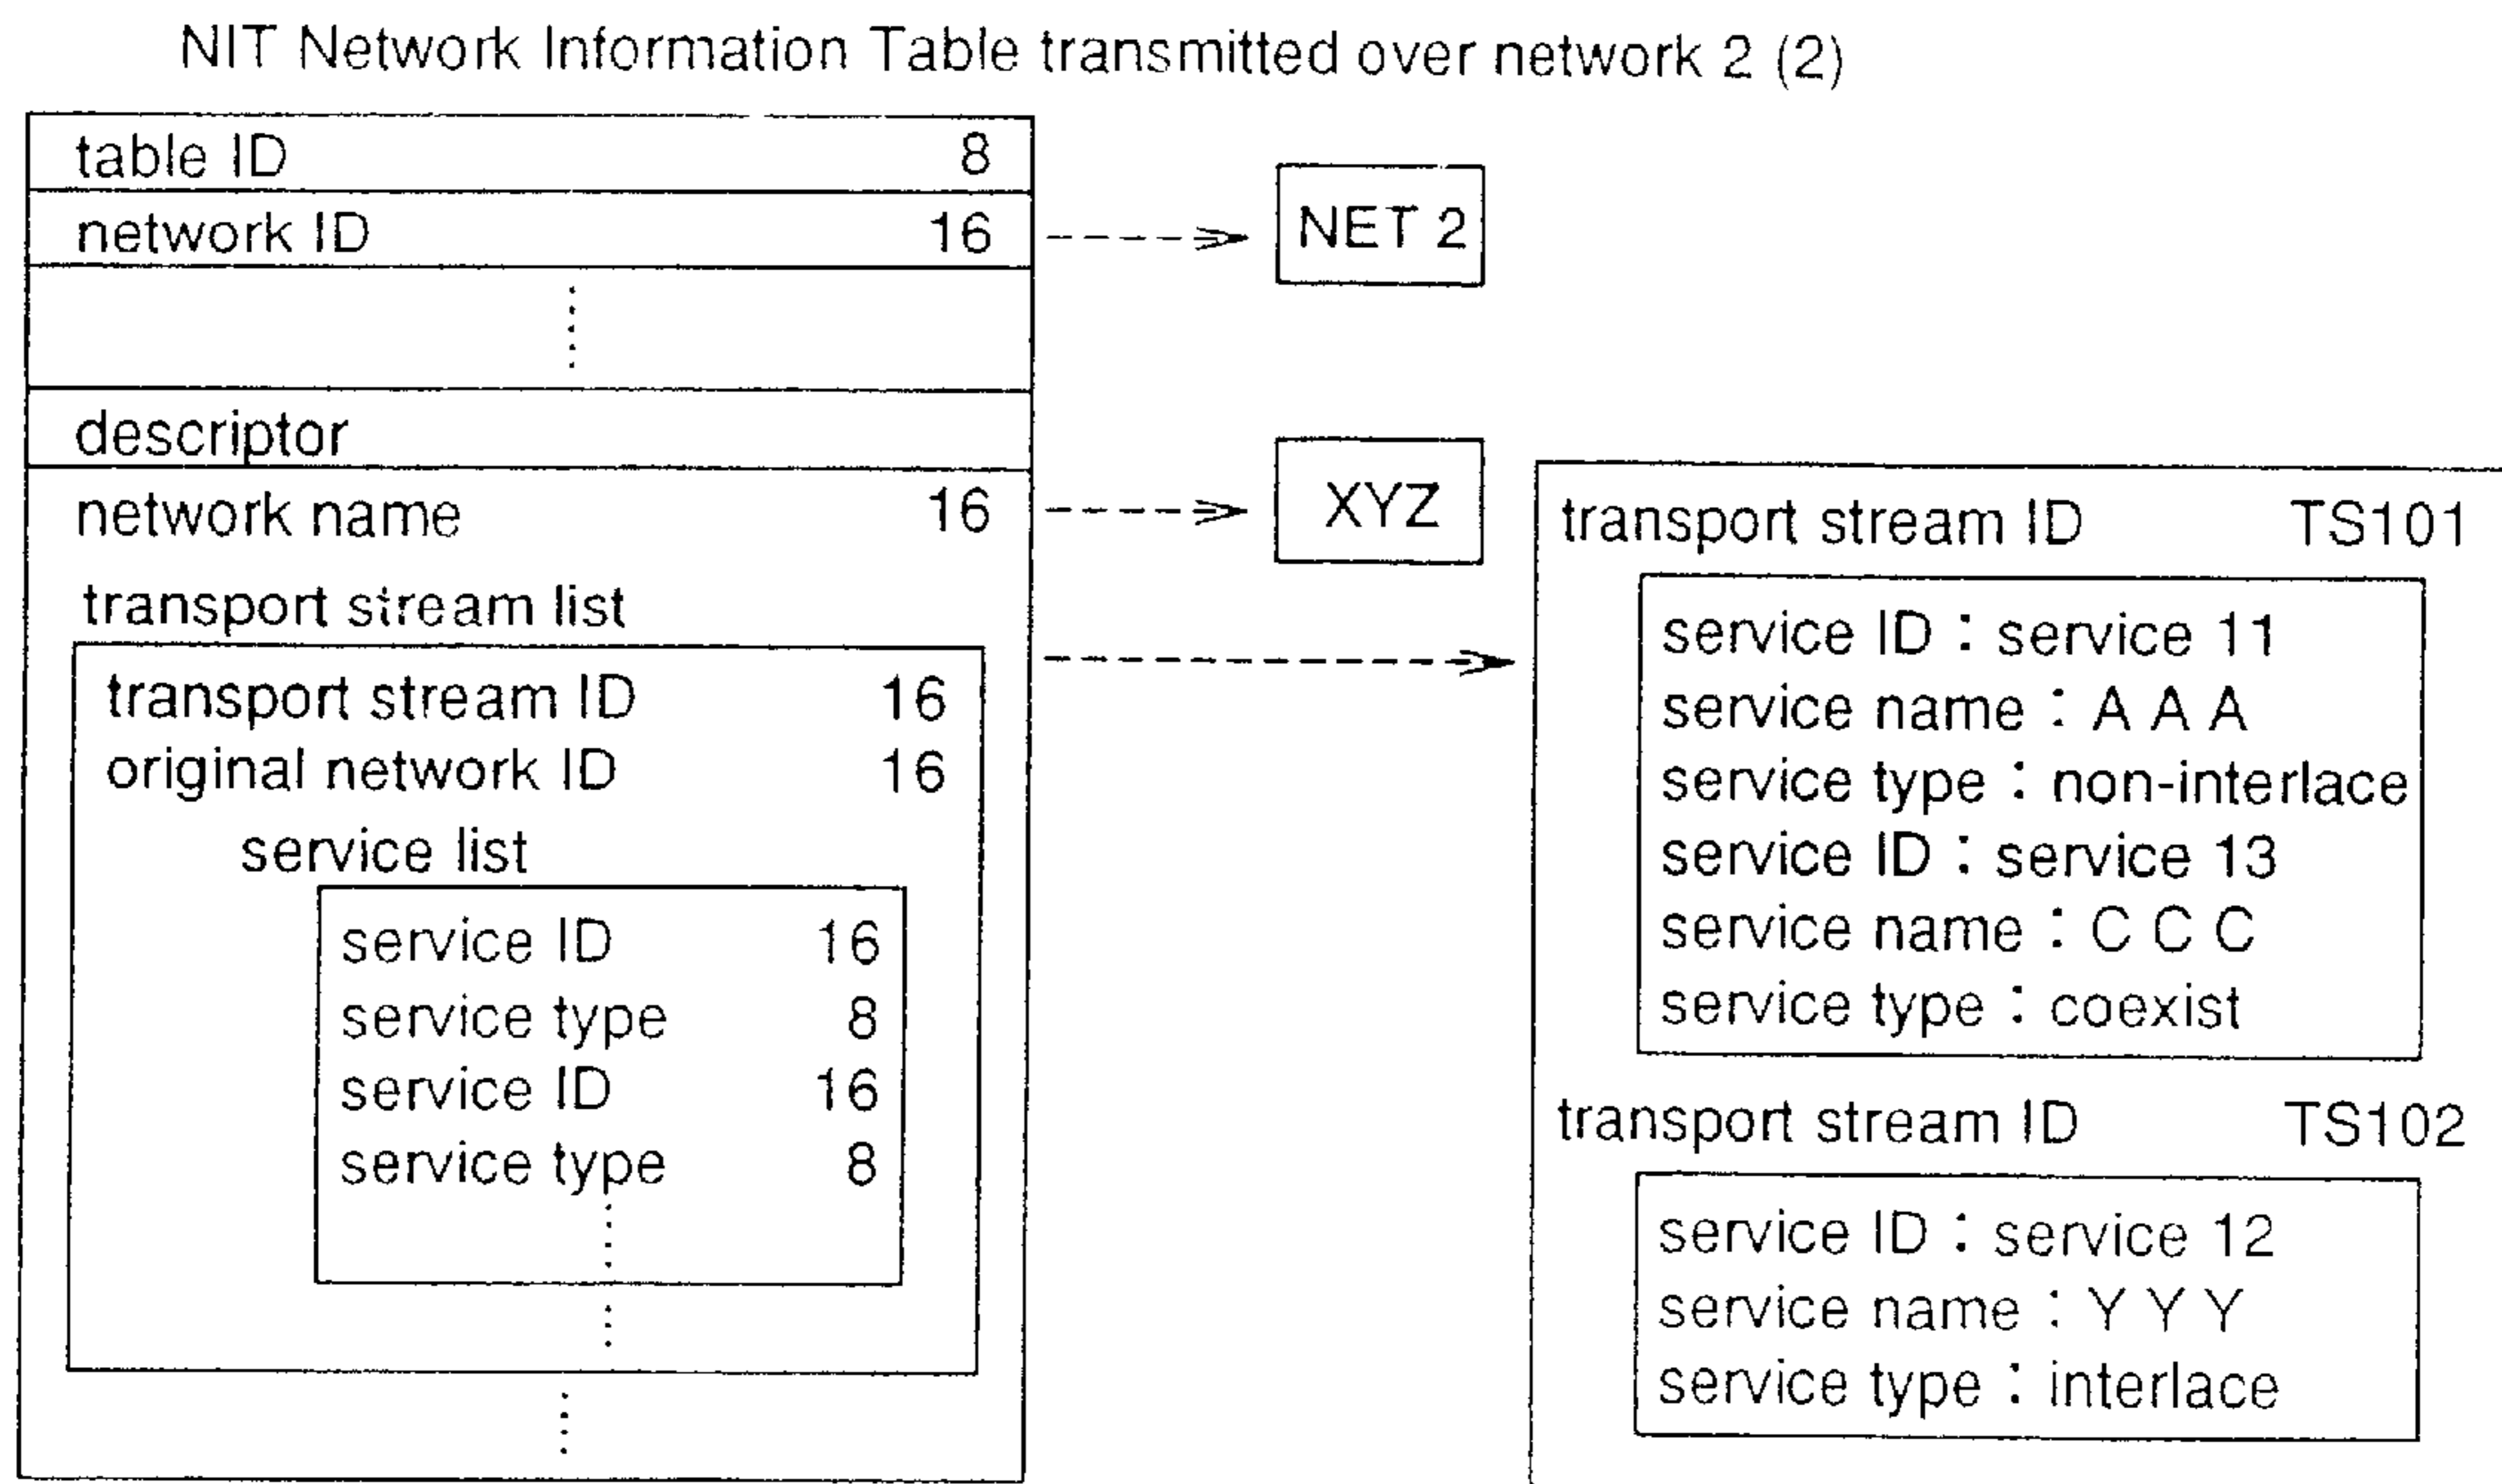 NIT Network Information Table transmitted over network 2 (2)
table ID 8
network ID 16
NET 2
descriptor
network name 16
XYZ
transport stream list
transport stream ID 16
original network ID 16
service list
service ID 16
service type 8
service ID 16
service type 8
transport stream ID TS101
service ID : service 11
service name : A A A
service type : non-interlace
service ID : service 13
service name : C C C
service type : coexist
transport stream ID TS102
service ID : service 12
service name : Y Y Y
service type : interlace